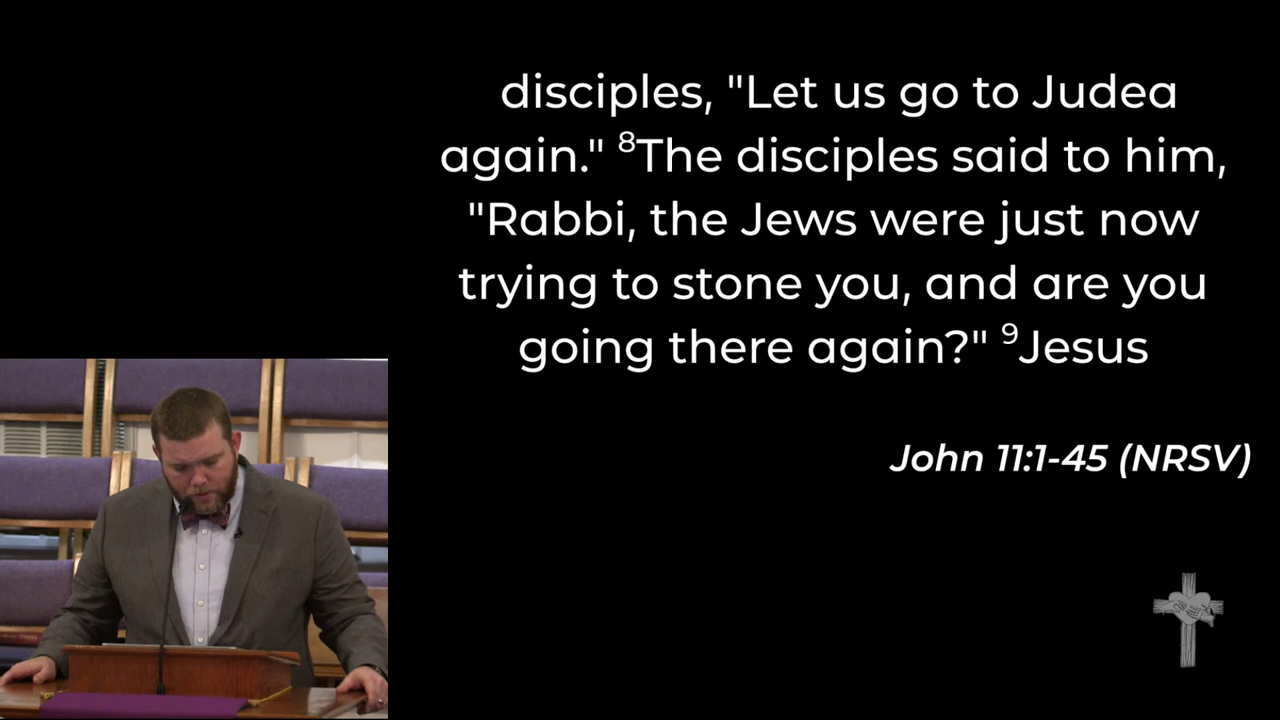 disciples, "Let us go to Judea
again." ⁸The disciples said to him,
"Rabbi, the Jews were just now
trying to stone you, and are you
going there again?" ⁹Jesus
John 11:1-45 (NRSV)